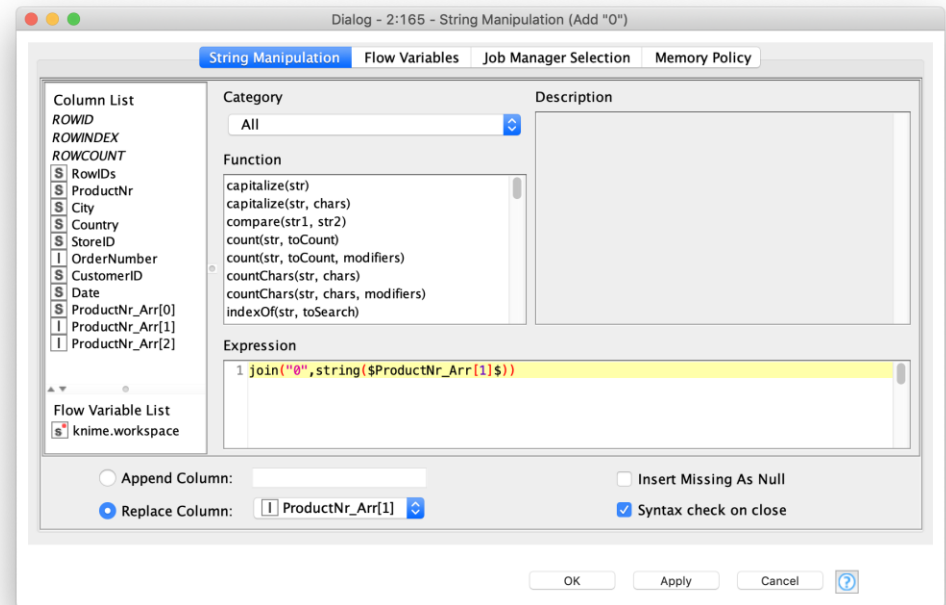 Dialog - 2:165 - String Manipulation (Add "0")
String Manipulation Flow Variables Job Manager Selection Memory Policy
Column List
ROWID
ROWINDEX
ROWCOUNT
S RowIDs
S ProductNr
S City
S Country
S StoreID
I OrderNumber
S CustomerID
S Date
S ProductNr_Arr[0]
I ProductNr_Arr[1]
I ProductNr_Arr[2]
Flow Variable List
s knime.workspace
Category
All
Function
capitalize(str)
capitalize(str, chars)
compare(str1, str2)
count(str, toCount)
count(str, toCount, modifiers)
countChars(str, chars)
countChars(str, chars, modifiers)
indexOf(str, toSearch)
Description
Expression
1 join("0",string($ProductNr_Arr[1]$))
Append Column:
Replace Column: I ProductNr_Arr[1]
Insert Missing As Null
Syntax check on close
OK Apply Cancel ?